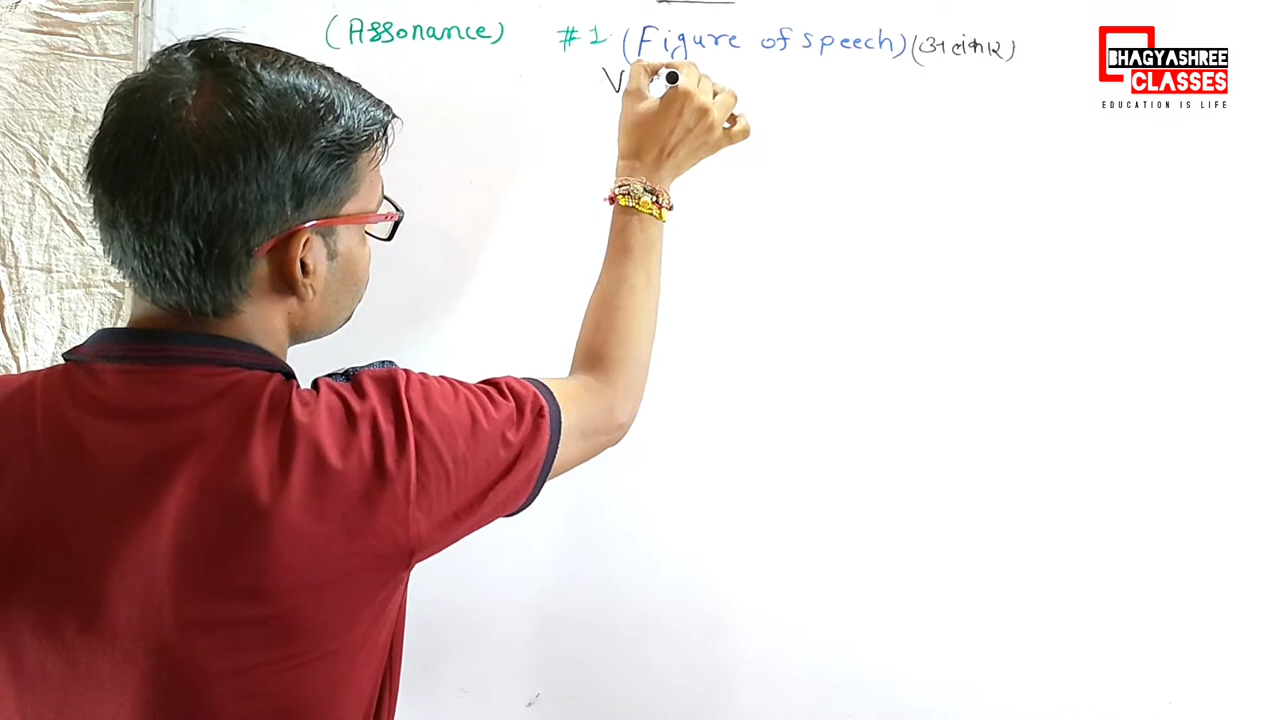 (Assonance) #1 (Figure of speech) (अलंकार)
V
BHAGYASHREE
CLASSES
EDUCATION IS LIFE